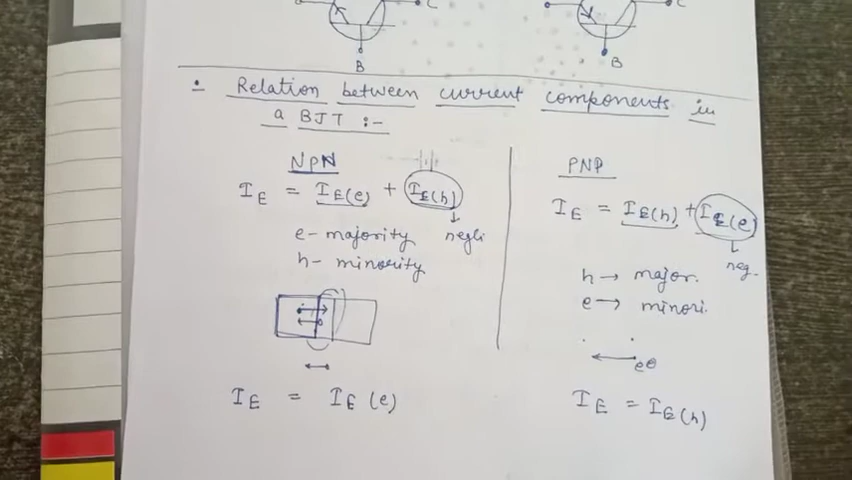 C
C
B
B
Relation between current components in
a BJT :-
NPN
I_E = I_E(e) + I_E(h)
negli
e- majority
h- minority
I_E = I_E (e)
PNP
I_E = I_E(h) + I_E(e)
neg-
h → major.
e → minori.
I_E = I_E(h)